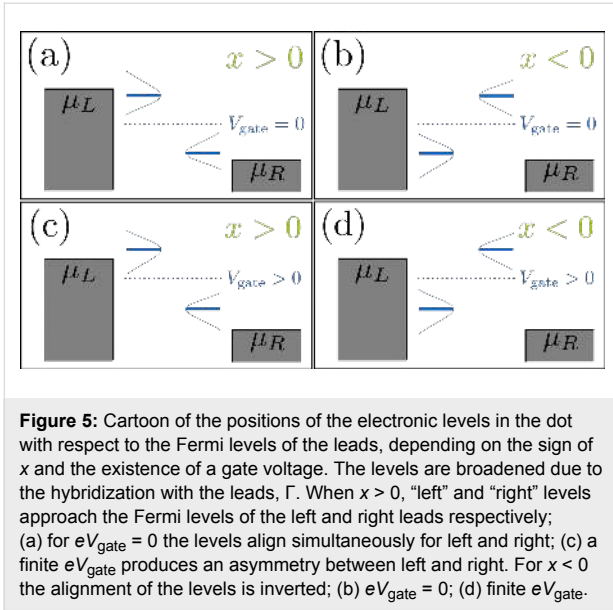 (a) x > 0
μL
Vgate = 0
μR
(b) x < 0
μL
Vgate = 0
μR
(c) x > 0
μL
Vgate > 0
μR
(d) x < 0
μL
Vgate > 0
μR
Figure 5: Cartoon of the positions of the electronic levels in the dot
with respect to the Fermi levels of the leads, depending on the sign of
x and the existence of a gate voltage. The levels are broadened due to
the hybridization with the leads, Γ. When x > 0, “left” and “right” levels
approach the Fermi levels of the left and right leads respectively;
(a) for eVgate = 0 the levels align simultaneously for left and right; (c) a
finite eVgate produces an asymmetry between left and right. For x < 0
the alignment of the levels is inverted; (b) eVgate = 0; (d) finite eVgate.